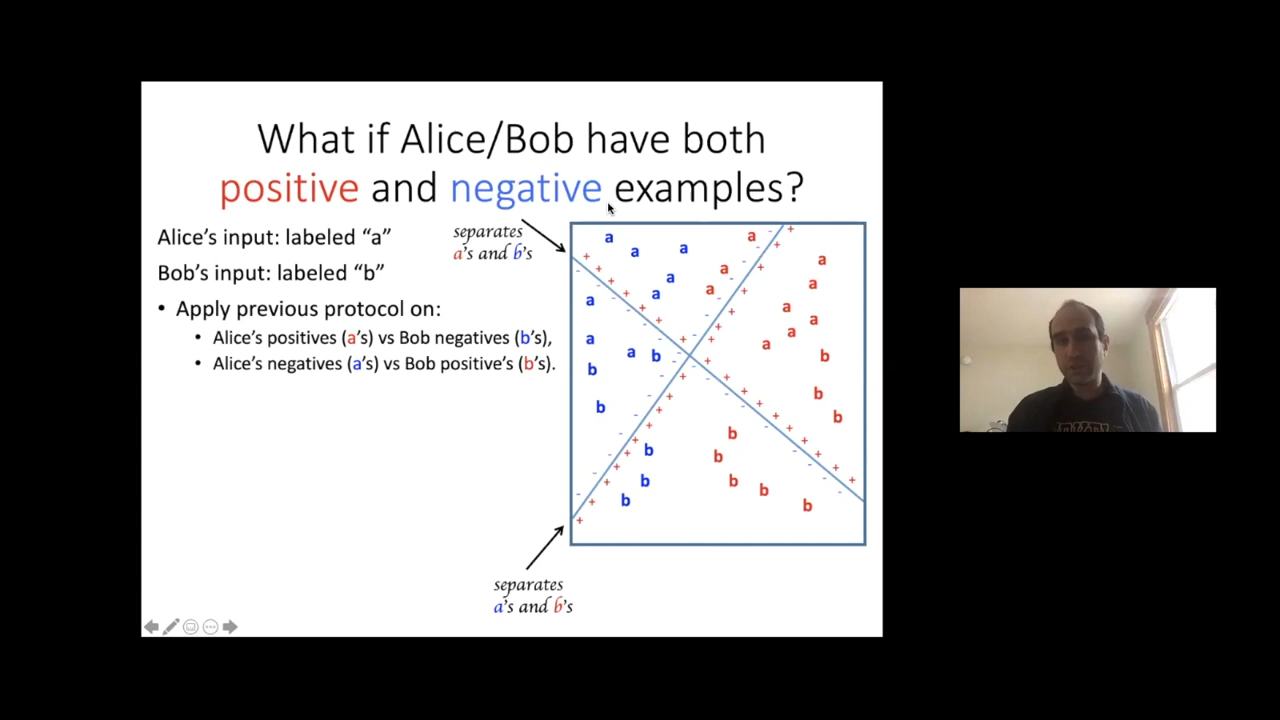 What if Alice/Bob have both
positive and negative examples?
Alice's input: labeled "a"
Bob's input: labeled "b"
• Apply previous protocol on:
• Alice's positives (a's) vs Bob negatives (b's),
• Alice's negatives (a's) vs Bob positive's (b's).
separates
a's and b's
a a a a a
a a a a
a a a a a
a a b a a a
a a b a b
b b b b
b b b
b b b b b
b b
separates
a's and b's